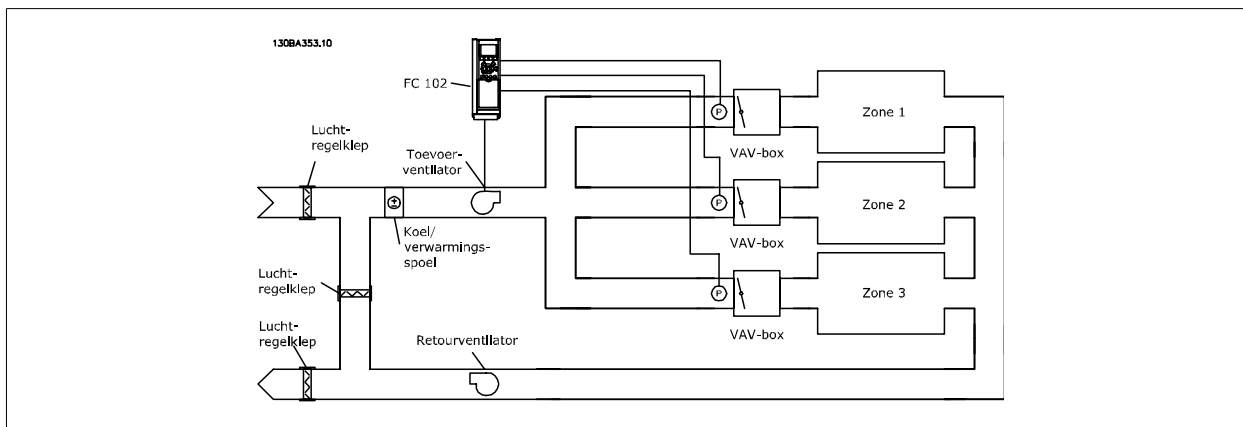 130BA353.10
FC 102
Lucht-
regelklep
Toevoer-
ventilator
P
VAV-box
Zone 1
P
VAV-box
Zone 2
Koel/
verwarmings-
spoel
Lucht-
regelklep
P
VAV-box
Zone 3
Lucht-
regelklep
Retourventilator